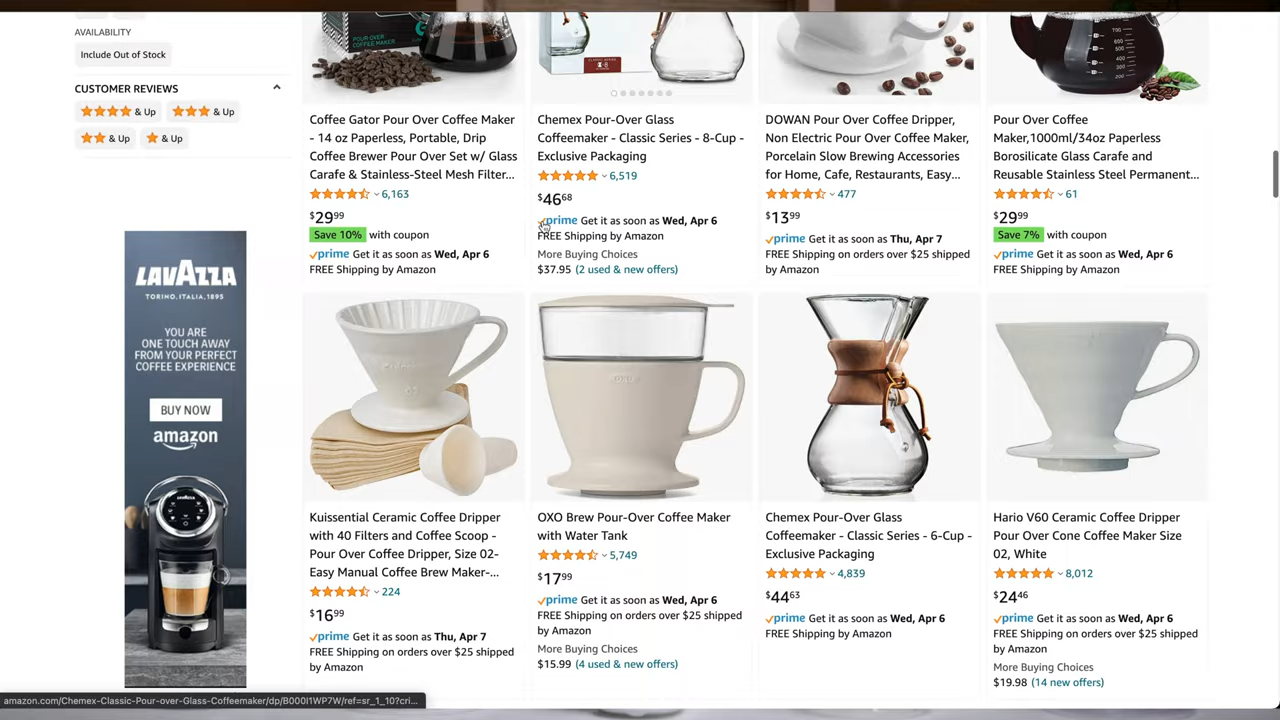 AVAILABILITY
Include Out of Stock
CUSTOMER REVIEWS
& Up
& Up
& Up
& Up
LAVAZZA
TORINO, ITALIA, 1895
YOU ARE
ONE TOUCH AWAY
FROM YOUR PERFECT
COFFEE EXPERIENCE
BUY NOW
amazon
Coffee Gator Pour Over Coffee Maker
- 14 oz Paperless, Portable, Drip
Coffee Brewer Pour Over Set w/ Glass
Carafe & Stainless-Steel Mesh Filter...
6,163
$29.99
Save 10% with coupon
prime Get it as soon as Wed, Apr 6
FREE Shipping by Amazon
Chemex Pour-Over Glass
Coffeemaker - Classic Series - 8-Cup -
Exclusive Packaging
6,519
$46.68
prime Get it as soon as Wed, Apr 6
FREE Shipping by Amazon
More Buying Choices
$37.95 (2 used & new offers)
DOWAN Pour Over Coffee Dripper,
Non Electric Pour Over Coffee Maker,
Porcelain Slow Brewing Accessories
for Home, Cafe, Restaurants, Easy...
477
$13.99
prime Get it as soon as Thu, Apr 7
FREE Shipping on orders over $25 shipped
by Amazon
Pour Over Coffee
Maker,1000ml/34oz Paperless
Borosilicate Glass Carafe and
Reusable Stainless Steel Permanent...
61
$29.99
Save 7% with coupon
prime Get it as soon as Wed, Apr 6
FREE Shipping by Amazon
Kuissential Ceramic Coffee Dripper
with 40 Filters and Coffee Scoop -
Pour Over Coffee Dripper, Size 02-
Easy Manual Coffee Brew Maker-...
224
$16.99
prime Get it as soon as Thu, Apr 7
FREE Shipping on orders over $25 shipped
by Amazon
OXO Brew Pour-Over Coffee Maker
with Water Tank
5,749
$17.99
prime Get it as soon as Wed, Apr 6
FREE Shipping on orders over $25 shipped
by Amazon
More Buying Choices
$15.99 (4 used & new offers)
Chemex Pour-Over Glass
Coffeemaker - Classic Series - 6-Cup -
Exclusive Packaging
4,839
$44.63
prime Get it as soon as Wed, Apr 6
FREE Shipping by Amazon
Hario V60 Ceramic Coffee Dripper
Pour Over Cone Coffee Maker Size
02, White
8,012
$24.46
prime Get it as soon as Wed, Apr 6
FREE Shipping on orders over $25 shipped
by Amazon
More Buying Choices
$19.98 (14 new offers)
amazon.com/Chemex-Classic-Pour-over-Glass-Coffeemaker/dp/B000I1WP7W/ref=sr_1_10?cri...